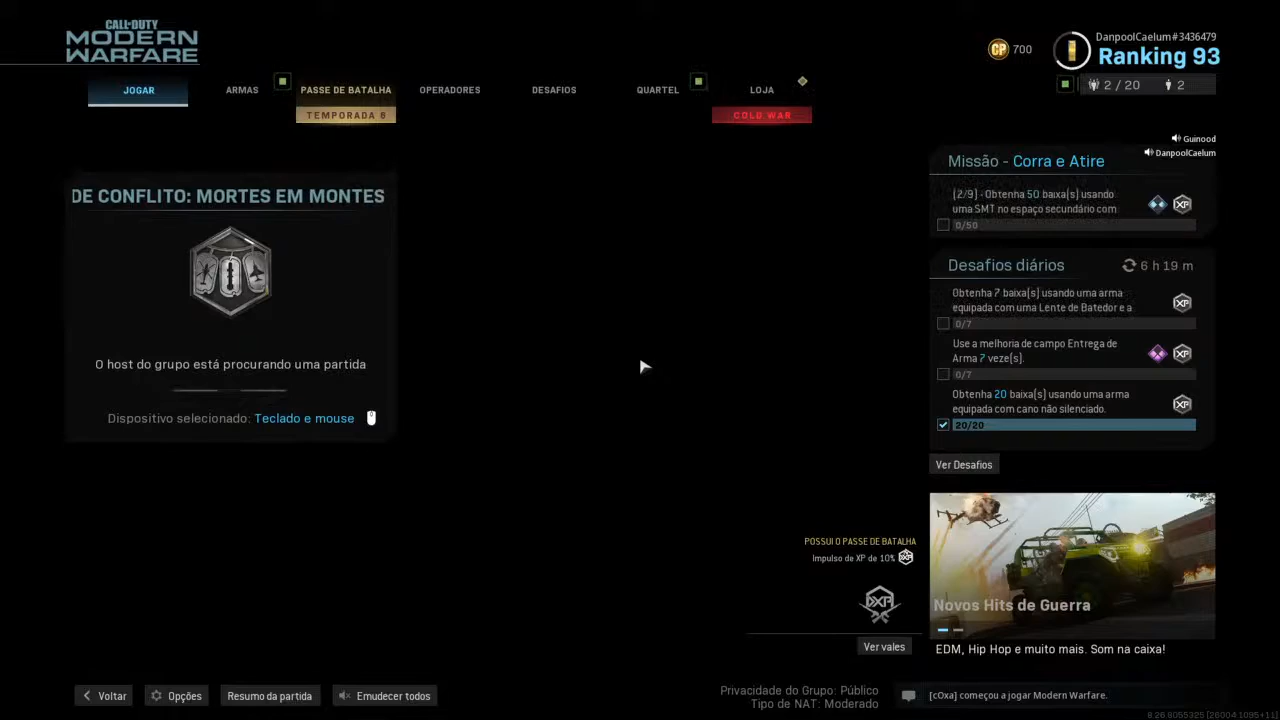 CALL OF DUTY
MODERN
WARFARE
CP 700
DanpoolCaelum#3436479
Ranking 93
2 / 20 2
JOGAR
ARMAS
PASSE DE BATALHA
TEMPORADA 6
OPERADORES
DESAFIOS
QUARTEL
LOJA
COLD WAR
Guinood
DanpoolCaelum
DE CONFLITO: MORTES EM MONTES
O host do grupo está procurando uma partida
Dispositivo selecionado: Teclado e mouse
Missão - Corra e Atire
(2/9) - Obtenha 50 baixa(s) usando
uma SMT no espaço secundário com
XP
0/50
Desafios diários
6 h 19 m
Obtenha 7 baixa(s) usando uma arma
equipada com uma Lente de Batedor e a
XP
0/7
Use a melhoria de campo Entrega de
Arma 7 veze(s).
XP
0/7
Obtenha 20 baixa(s) usando uma arma
equipada com cano não silenciado.
XP
20/20
Ver Desafios
POSSUI O PASSE DE BATALHA
Impulso de XP de 10%
Ver vales
Novos Hits de Guerra
EDM, Hip Hop e muito mais. Som na caixa!
Voltar
Opções
Resumo da partida
Emudecer todos
Privacidade do Grupo: Público
Tipo de NAT: Moderado
[cOxa] começou a jogar Modern Warfare.